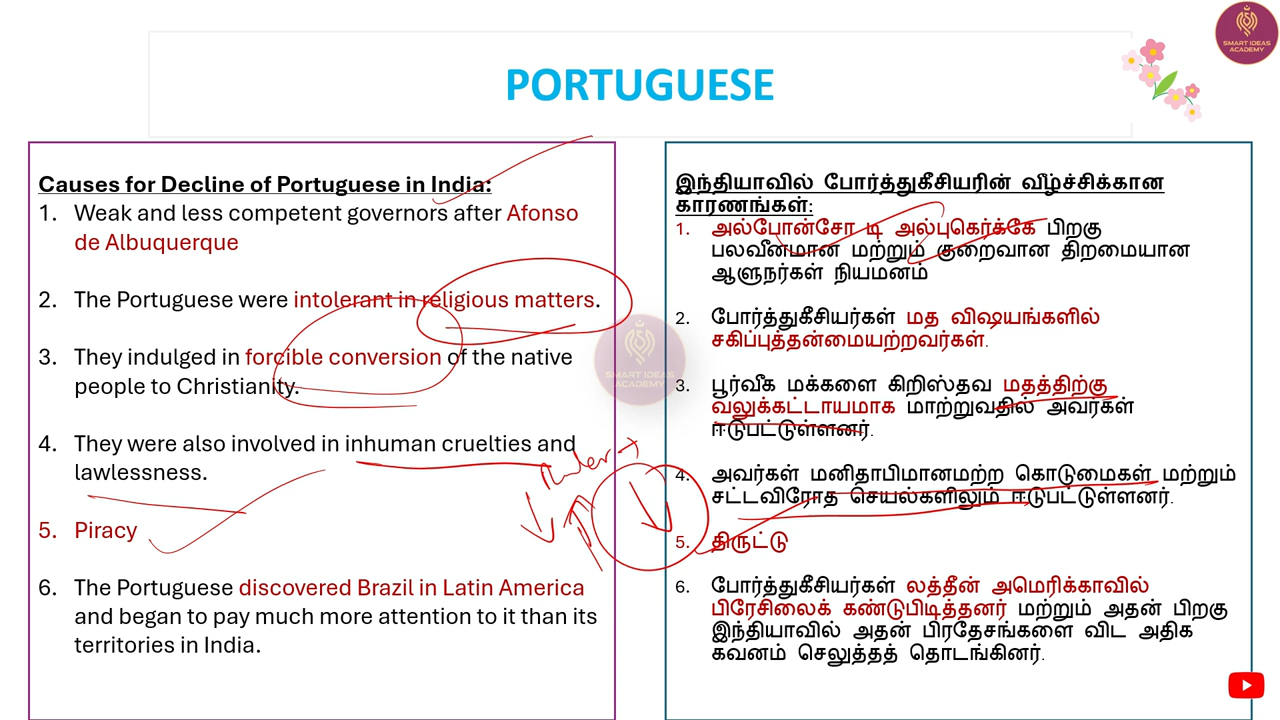 SMART IDEAS
ACADEMY
PORTUGUESE
Causes for Decline of Portuguese in India:
1. Weak and less competent governors after Afonso
de Albuquerque
2. The Portuguese were intolerant in religious matters.
3. They indulged in forcible conversion of the native
people to Christianity.
4. They were also involved in inhuman cruelties and
lawlessness.
5. Piracy
6. The Portuguese discovered Brazil in Latin America
and began to pay much more attention to it than its
territories in India.
SMART IDEAS
ACADEMY
இந்தியாவில் போர்த்துகீசியரின் வீழ்ச்சிக்கான
காரணங்கள்:
1. அல்போன்சோ டி அல்புகெர்க்கே பிறகு
பலவீனமான மற்றும் குறைவான திறமையான
ஆளுநர்கள் நியமனம்
2. போர்த்துகீசியர்கள் மத விஷயங்களில்
சகிப்புத்தன்மையற்றவர்கள்.
3. பூர்வீக மக்களை கிறிஸ்தவ மதத்திற்கு
வலுக்கட்டாயமாக மாற்றுவதில் அவர்கள்
ஈடுபட்டுள்ளனர்.
4. அவர்கள் மனிதாபிமானமற்ற கொடுமைகள் மற்றும்
சட்டவிரோத செயல்களிலும் ஈடுபட்டுள்ளனர்.
5. திருட்டு
6. போர்த்துகீசியர்கள் லத்தீன் அமெரிக்காவில்
பிரேசிலைக் கண்டுபிடித்தனர் மற்றும் அதன் பிறகு
இந்தியாவில் அதன் பிரதேசங்களை விட அதிக
கவனம் செலுத்தத் தொடங்கினர்.